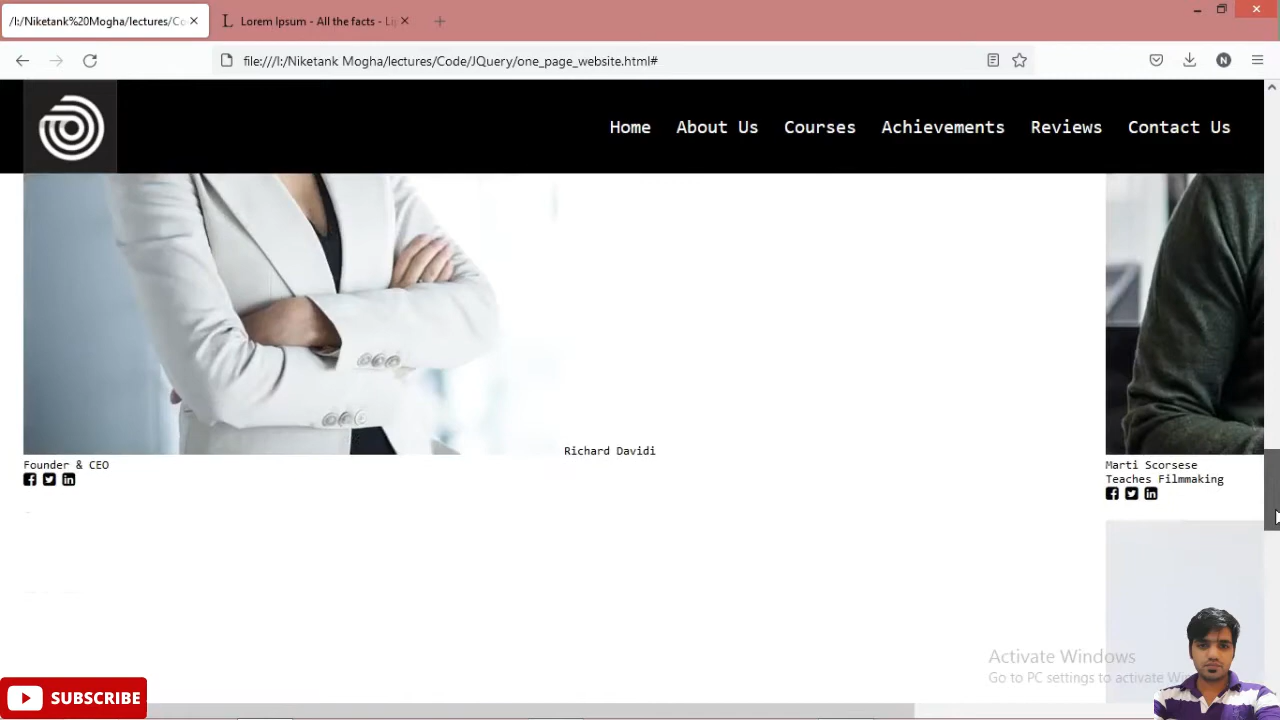 /I:/Niketank%20Mogha/lectures/Co
Lorem Ipsum - All the facts - Li
file:///I:/Niketank Mogha/lectures/Code/JQuery/one_page_website.html#
Home About Us Courses Achievements Reviews Contact Us
Richard Davidi
Founder & CEO
Marti Scorsese
Teaches Filmmaking
Activate Windows
Go to PC settings to activate
SUBSCRIBE